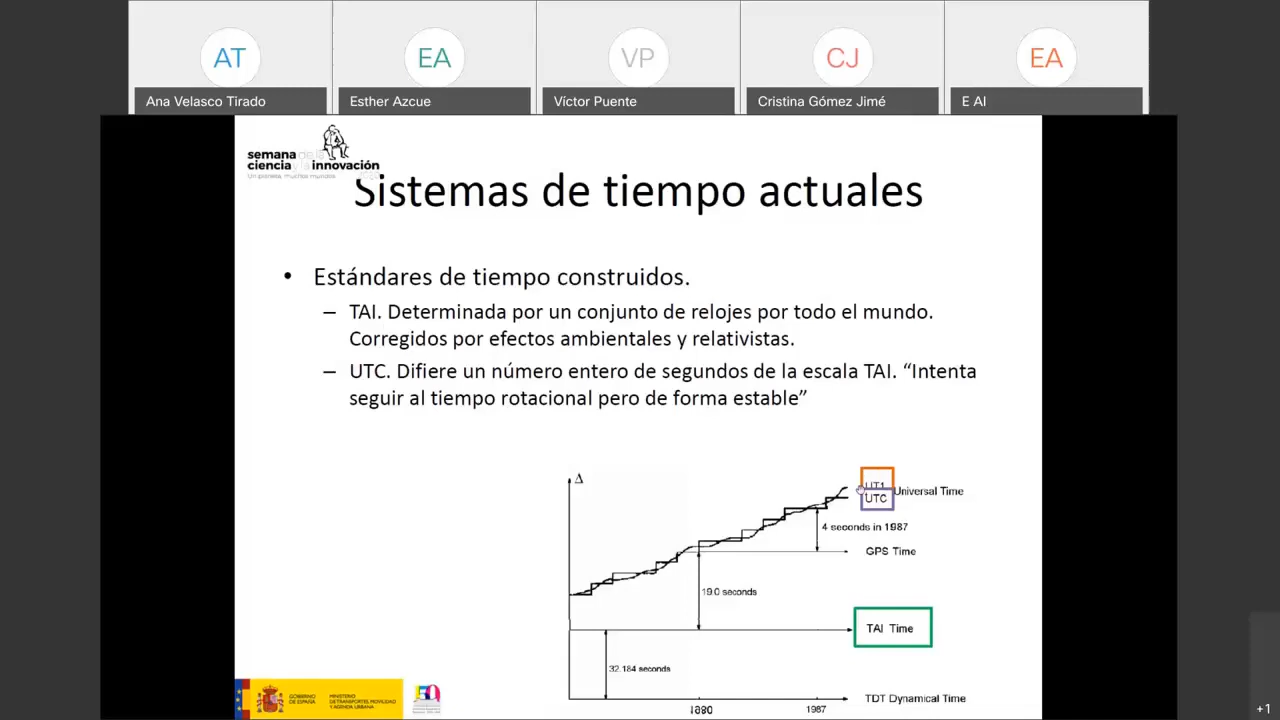 AT
EA
VP
CJ
EA
Ana Velasco Tirado
Esther Azcue
Víctor Puente
Cristina Gómez Jimé
E AI
semana de la
ciencia y la innovación
Un planeta, muchos mundos
Sistemas de tiempo actuales
• Estándares de tiempo construidos.
– TAI. Determinada por un conjunto de relojes por todo el mundo.
Corregidos por efectos ambientales y relativistas.
– UTC. Difiere un número entero de segundos de la escala TAI. “Intenta
seguir al tiempo rotacional pero de forma estable”
Δ
UT1
UTC
Universal Time
4 seconds in 1987
GPS Time
19.0 seconds
TAI Time
32.184 seconds
TDT Dynamical Time
1987
GOBIERNO
DE ESPAÑA
MINISTERIO
DE TRANSPORTES, MOVILIDAD
Y AGENDA URBANA
50
+1